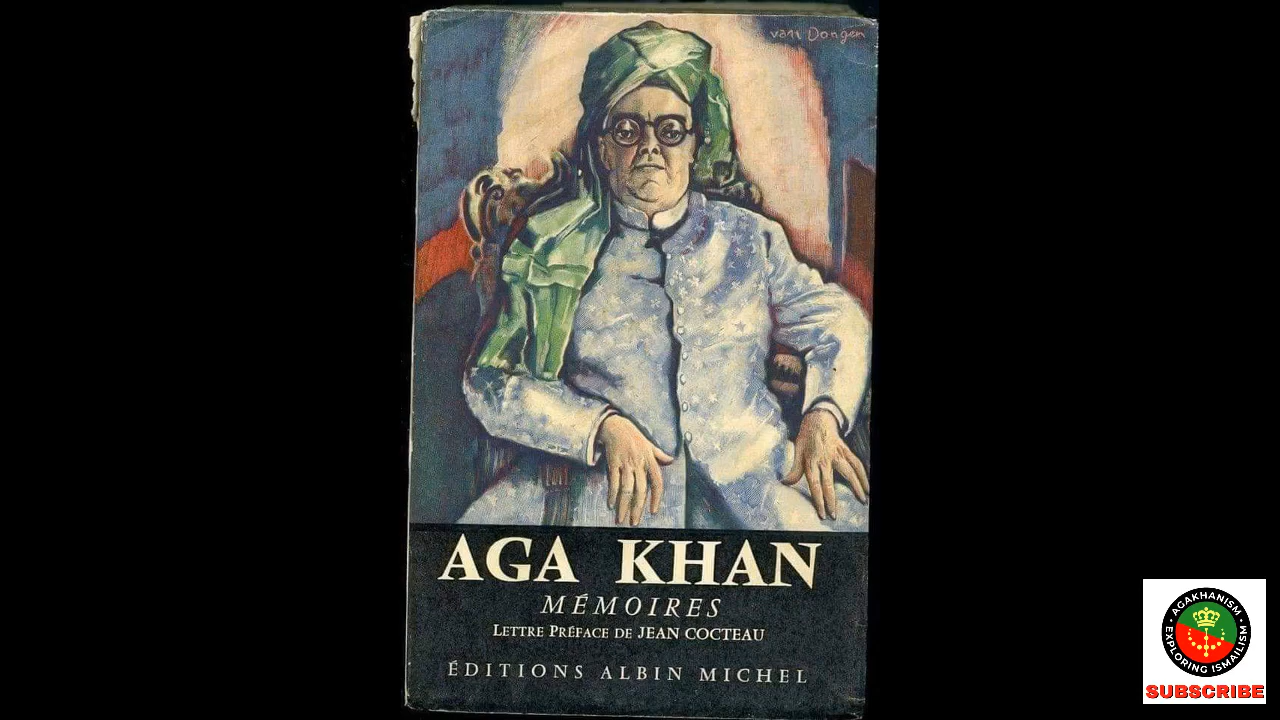 van Dongen
AGA KHAN
MÉMOIRES
LETTRE PRÉFACE DE JEAN COCTEAU
ÉDITIONS ALBIN MICHEL
• AGAKHANISM •
EXPLORING ISMAILISM
SUBSCRIBE